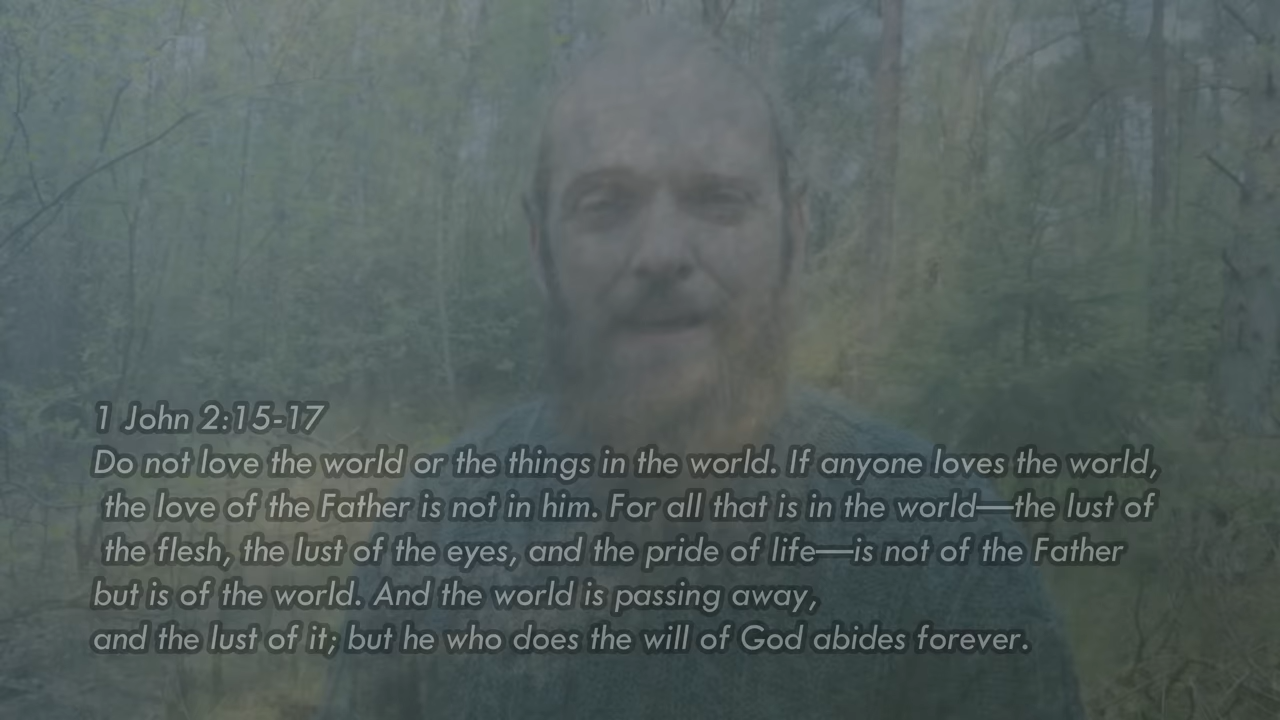 1 John 2:15-17
Do not love the world or the things in the world. If anyone loves the world,
the love of the Father is not in him. For all that is in the world—the lust of
the flesh, the lust of the eyes, and the pride of life—is not of the Father
but is of the world. And the world is passing away,
and the lust of it; but he who does the will of God abides forever.